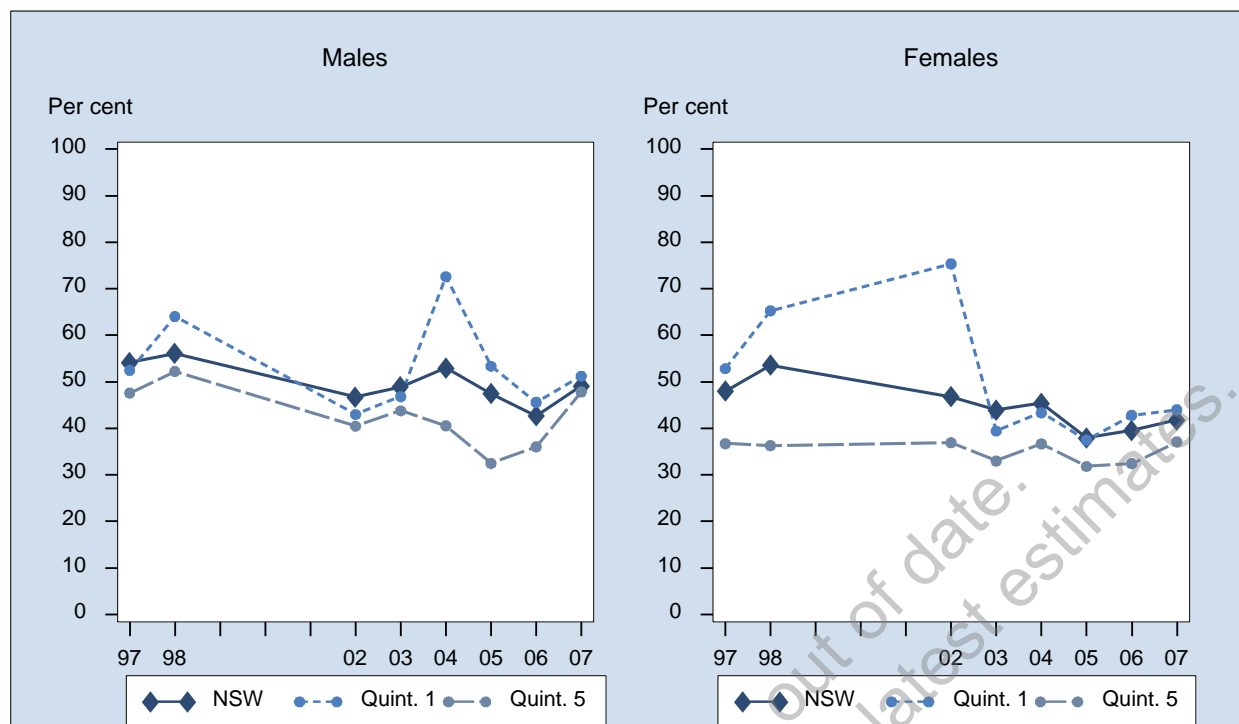 Males
Per cent
100
90
80
70
60
50
40
30
20
10
0
97 98 02 03 04 05 06 07
NSW Quint. 1 Quint. 5
Females
Per cent
100
90
80
70
60
50
40
30
20
10
0
97 98 02 03 04 05 06 07
NSW Quint. 1 Quint. 5
out of date.
latest estimates.